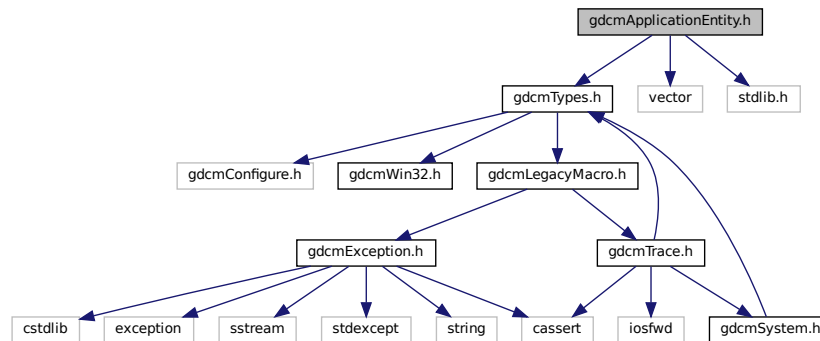 gdcmApplicationEntity.h
gdcmTypes.h
vector
stdlib.h
gdcmConfigure.h
gdcmWin32.h
gdcmLegacyMacro.h
gdcmException.h
gdcmTrace.h
cstdlib
exception
sstream
stdexcept
string
cassert
iosfwd
gdcmSystem.h